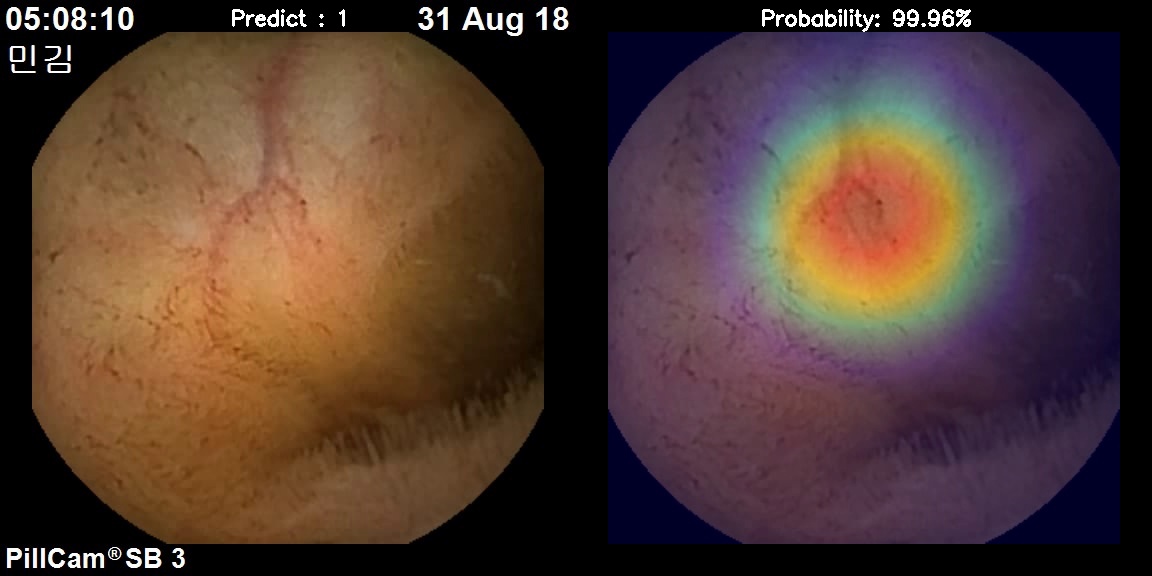 05:08:10 Predict : 1 31 Aug 18 Probability: 99.96%
민김
PillCam® SB 3